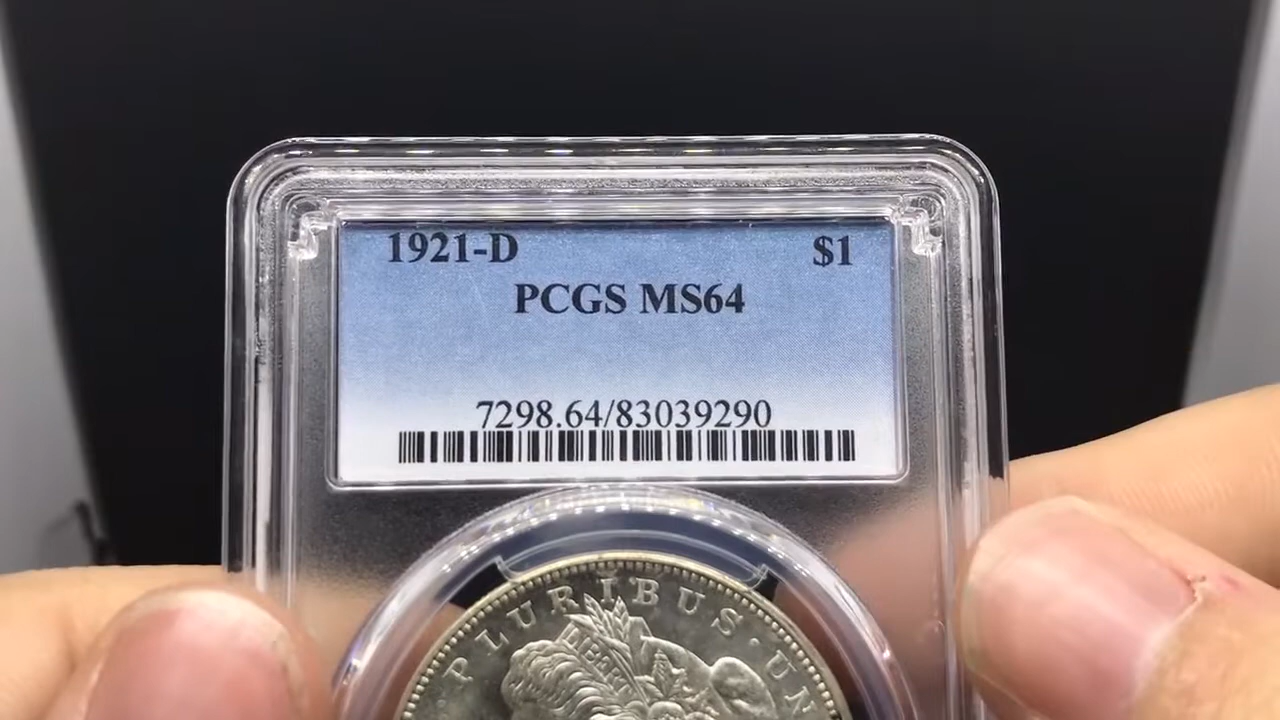 1921-D $1
PCGS MS64
7298.64/83039290
PLURIBUS · UN
LIBERTY